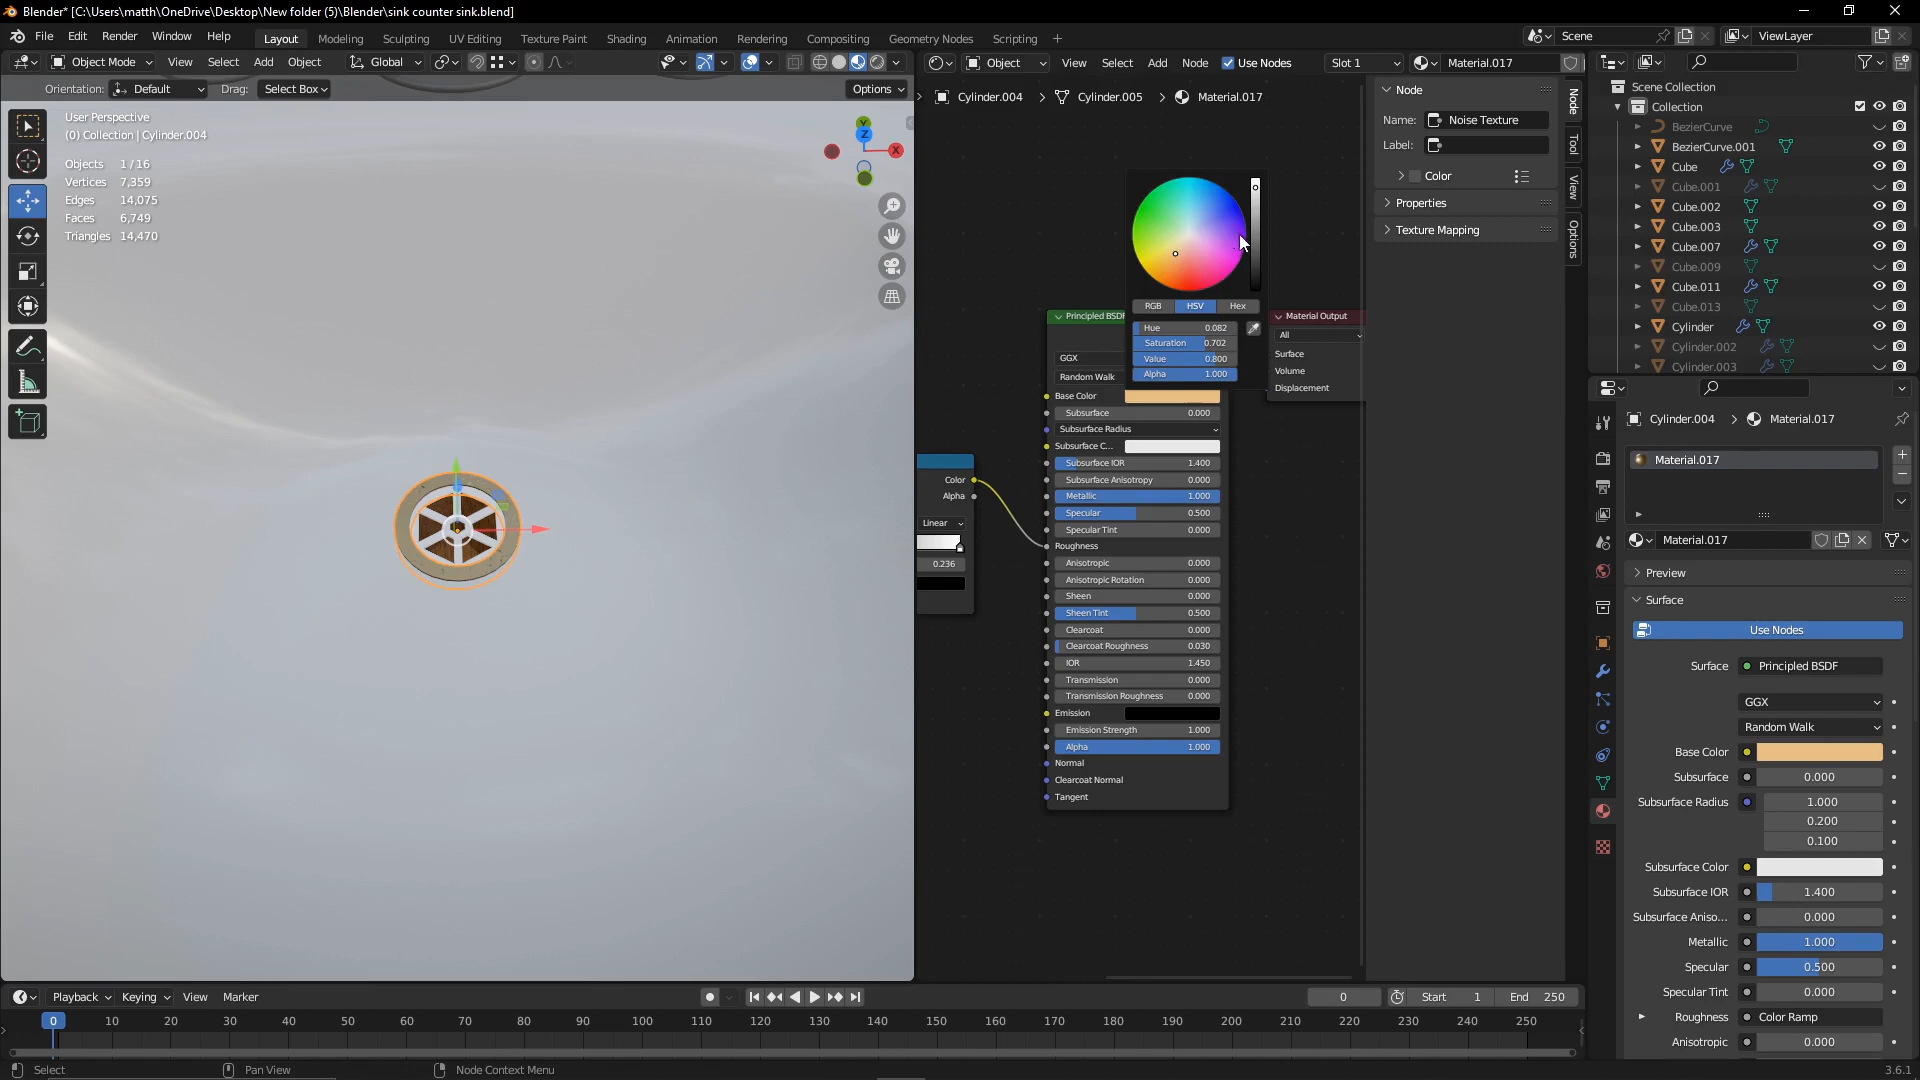 Blender* [C:\Users\matth\OneDrive\Desktop\New folder (5)\Blender\sink counter sink.blend]
File Edit Render Window Help Layout Modeling Sculpting UV Editing Texture Paint Shading Animation Rendering Compositing Geometry Nodes Scripting + Scene ViewLayer
Object Mode View Select Add Object Global Object View Select Add Node Use Nodes Slot 1 Material.017
Orientation: Default Drag: Select Box Options
Cylinder.004 > Cylinder.005 > Material.017
User Perspective
(0) Collection | Cylinder.004
Objects 1/16
Vertices 7,359
Edges 14,075
Faces 6,749
Triangles 14,470
Y
Z
X
Node
Name: Noise Texture
Label:
Color
Properties
Texture Mapping
Node
Tool
View
Options
RGB HSV Hex
Hue 0.082
Saturation 0.702
Value 0.800
Alpha 1.000
Principled BSDF
GGX
Random Walk
Base Color
Subsurface 0.000
Subsurface Radius
Subsurface C...
Subsurface IOR 1.400
Subsurface Anisotropy 0.000
Metallic 1.000
Specular 0.500
Specular Tint 0.000
Roughness
Anisotropic 0.000
Anisotropic Rotation 0.000
Sheen 0.000
Sheen Tint 0.500
Clearcoat 0.000
Clearcoat Roughness 0.030
IOR 1.450
Transmission 0.000
Transmission Roughness 0.000
Emission
Emission Strength 1.000
Alpha 1.000
Normal
Clearcoat Normal
Tangent
Material Output
All
Surface
Volume
Displacement
Color
Alpha
Linear
0.236
Scene Collection
Collection
BezierCurve
BezierCurve.001
Cube
Cube.001
Cube.002
Cube.003
Cube.007
Cube.009
Cube.011
Cube.013
Cylinder
Cylinder.002
Cylinder.003
Cylinder.004 > Material.017
Material.017
Material.017
Preview
Surface
Use Nodes
Surface Principled BSDF
GGX
Random Walk
Base Color
Subsurface 0.000
Subsurface Radius 1.000
0.200
0.100
Subsurface Color
Subsurface IOR 1.400
Subsurface Aniso... 0.000
Metallic 1.000
Specular 0.500
Specular Tint 0.000
Roughness Color Ramp
Anisotropic 0.000
Playback Keying View Marker 0 Start 1 End 250
0 10 20 30 40 50 60 70 80 90 100 110 120 130 140 150 160 170 180 190 200 210 220 230 240 250
Select Pan View Node Context Menu 3.6.1